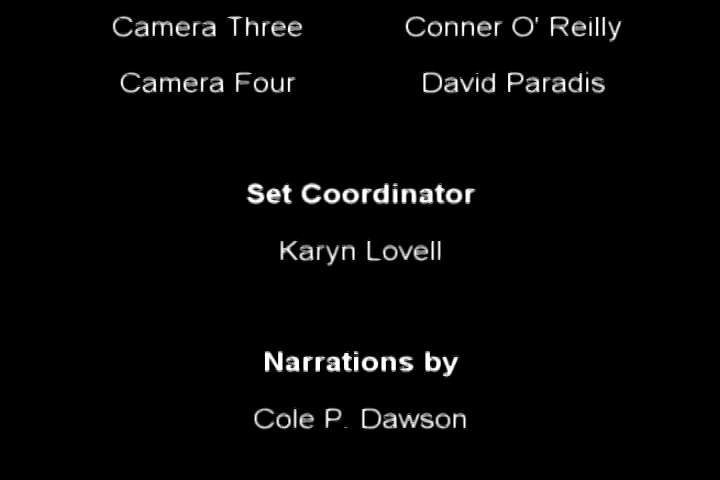 Camera Three Conner O' Reilly
Camera Four David Paradis
Set Coordinator
Karyn Lovell
Narrations by
Cole P. Dawson